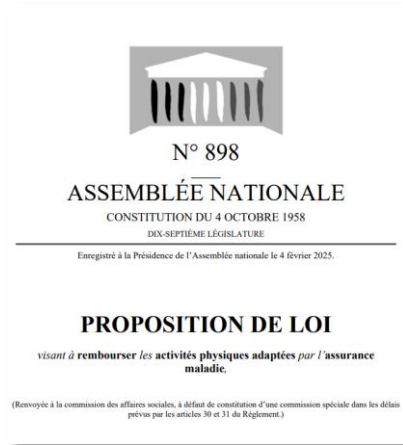 N° 898
ASSEMBLÉE NATIONALE
CONSTITUTION DU 4 OCTOBRE 1958
DIX-SEPTIÈME LÉGISLATURE
Enregistré à la Présidence de l'Assemblée nationale le 4 février 2025.
PROPOSITION DE LOI
visant à rembourser les activités physiques adaptées par l'assurance
maladie,
(Renvoyée à la commission des affaires sociales, à défaut de constitution d'une commission spéciale dans les délais
prévus par les articles 30 et 31 du Règlement.)